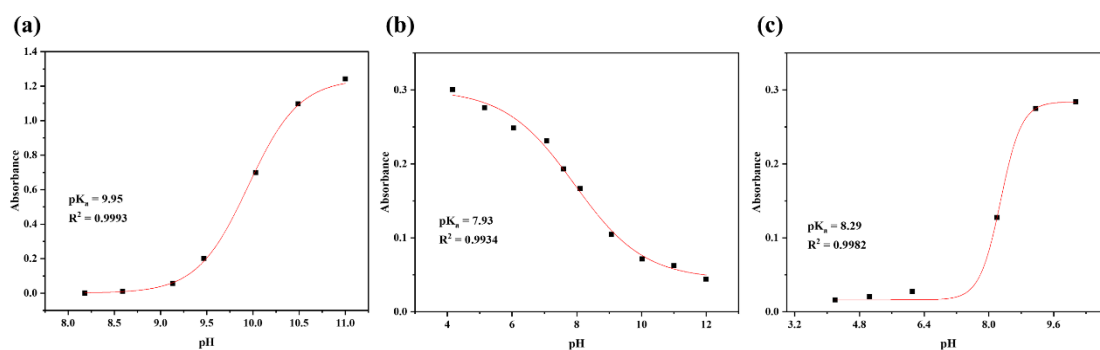 (a)
1.4
1.2
1.0
0.8
0.6
0.4
0.2
0.0
Absorbance
pKa = 9.95
R2 = 0.9993
8.0 8.5 9.0 9.5 10.0 10.5 11.0
pH
(b)
0.3
0.2
0.1
0.0
Absorbance
pKa = 7.93
R2 = 0.9934
4 6 8 10 12
pH
(c)
0.3
0.2
0.1
0.0
Absorbance
pKa = 8.29
R2 = 0.9982
3.2 4.8 6.4 8.0 9.6
pH